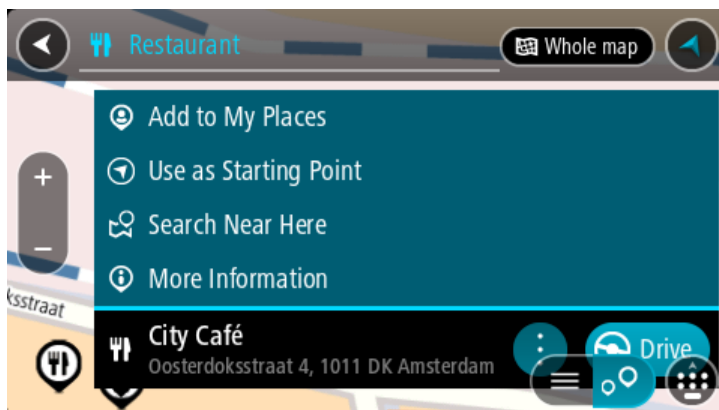 Restaurant
Whole map
Add to My Places
Use as Starting Point
Search Near Here
More Information
ksstraat
City Café
Oosterdoksstraat 4, 1011 DK Amsterdam
Drive